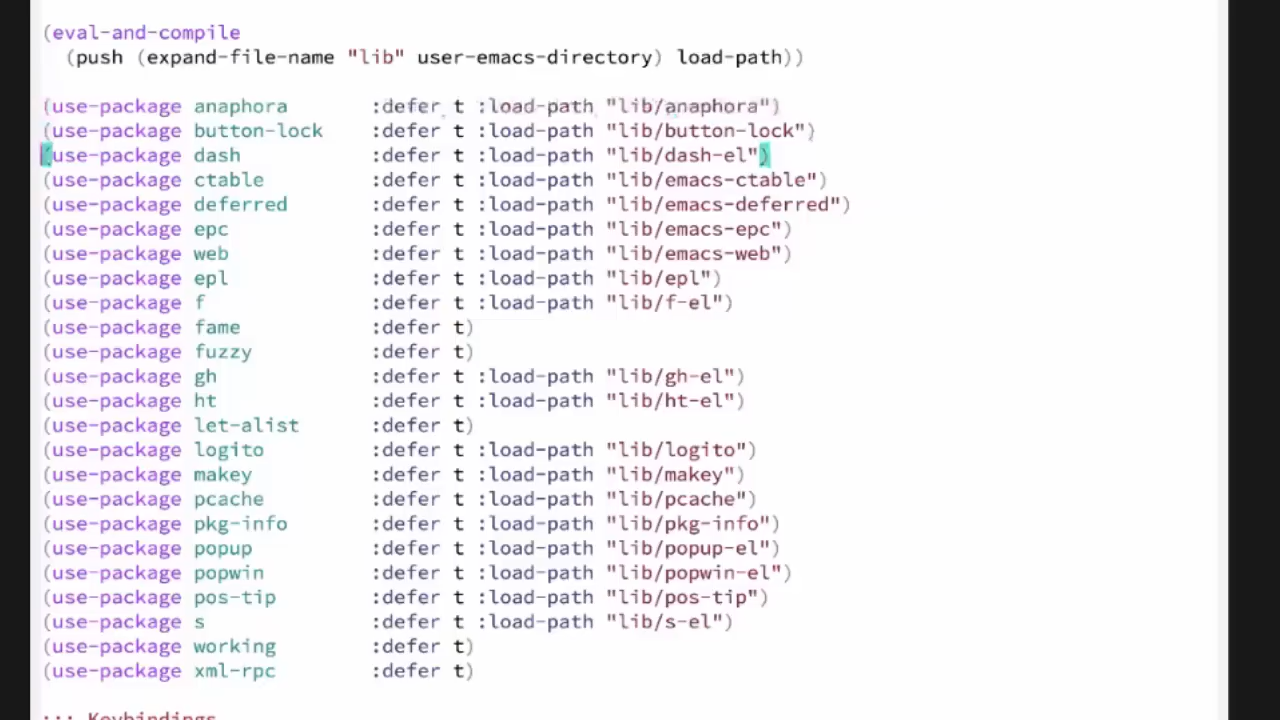 (eval-and-compile
  (push (expand-file-name "lib" user-emacs-directory) load-path))

(use-package anaphora       :defer t :load-path "lib/anaphora")
(use-package button-lock    :defer t :load-path "lib/button-lock")
(use-package dash           :defer t :load-path "lib/dash-el")
(use-package ctable         :defer t :load-path "lib/emacs-ctable")
(use-package deferred       :defer t :load-path "lib/emacs-deferred")
(use-package epc            :defer t :load-path "lib/emacs-epc")
(use-package web            :defer t :load-path "lib/emacs-web")
(use-package epl            :defer t :load-path "lib/epl")
(use-package f              :defer t :load-path "lib/f-el")
(use-package fame           :defer t)
(use-package fuzzy          :defer t)
(use-package gh             :defer t :load-path "lib/gh-el")
(use-package ht             :defer t :load-path "lib/ht-el")
(use-package let-alist      :defer t)
(use-package logito         :defer t :load-path "lib/logito")
(use-package makey          :defer t :load-path "lib/makey")
(use-package pcache         :defer t :load-path "lib/pcache")
(use-package pkg-info       :defer t :load-path "lib/pkg-info")
(use-package popup          :defer t :load-path "lib/popup-el")
(use-package popwin         :defer t :load-path "lib/popwin-el")
(use-package pos-tip        :defer t :load-path "lib/pos-tip")
(use-package s              :defer t :load-path "lib/s-el")
(use-package working        :defer t)
(use-package xml-rpc        :defer t)

;;; Keybindings